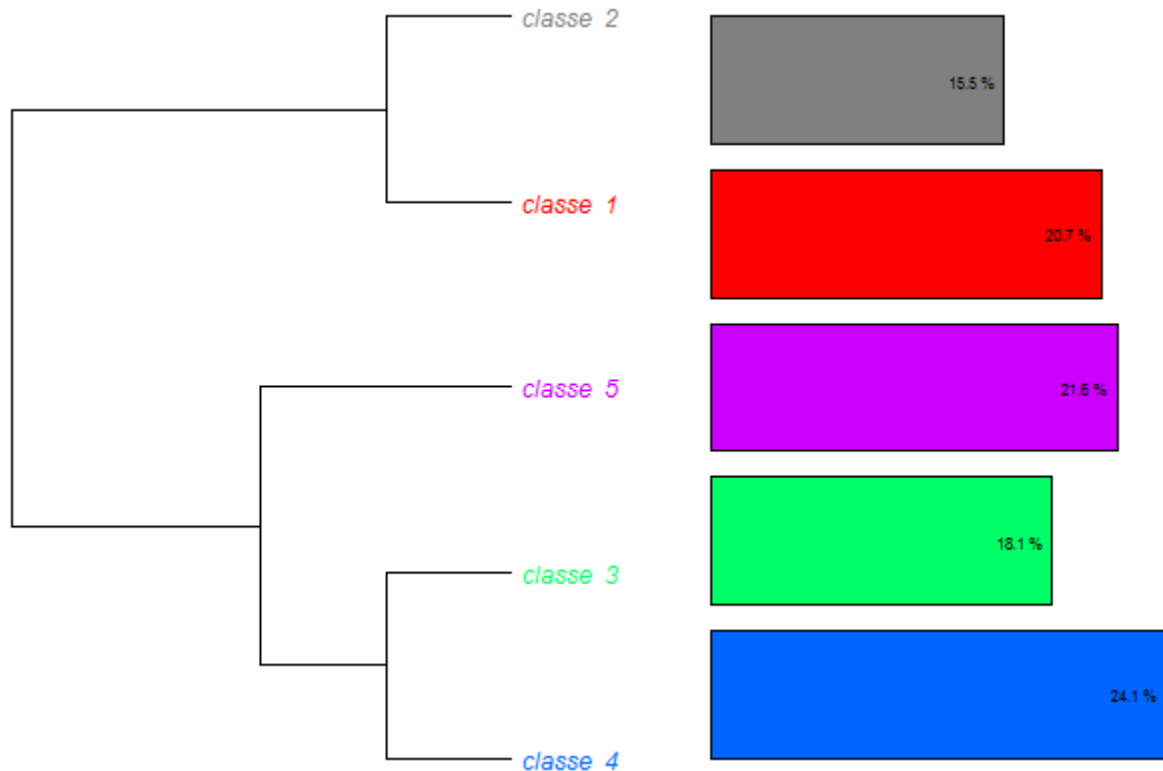 classe 2
15.5 %
classe 1
20.7 %
classe 5
21.6 %
classe 3
18.1 %
classe 4
24.1 %